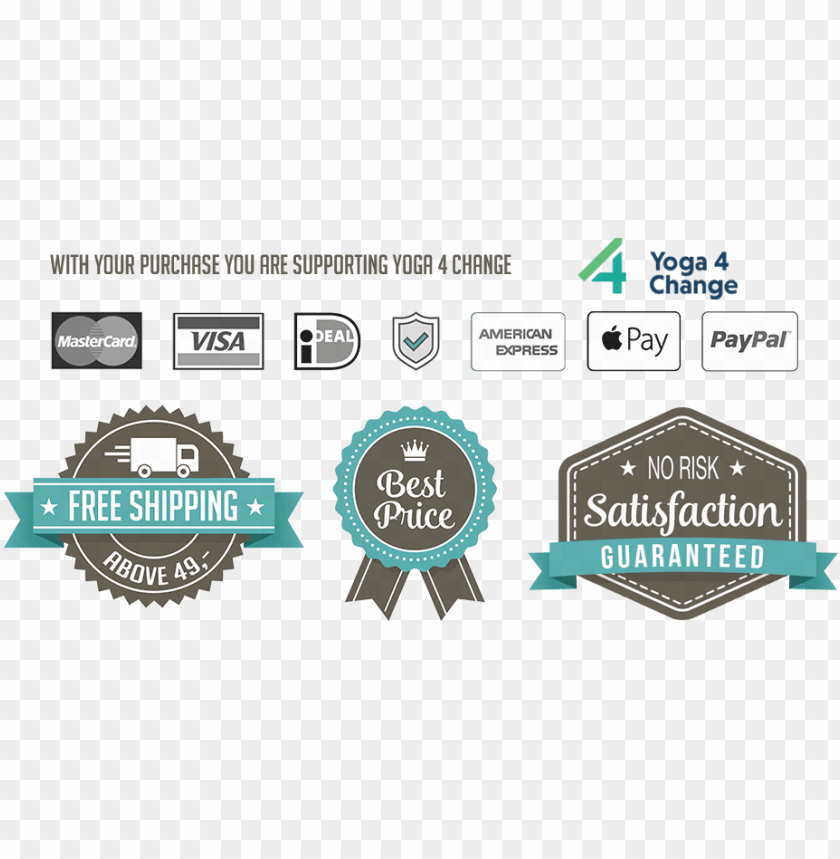 WITH YOUR PURCHASE YOU ARE SUPPORTING YOGA 4 CHANGE
4
Yoga 4
Change
MasterCard
VISA
iDEAL
AMERICAN
EXPRESS
Pay
PayPal
FREE SHIPPING
ABOVE 49,-
Best
Price
NO RISK
Satisfaction
GUARANTEED